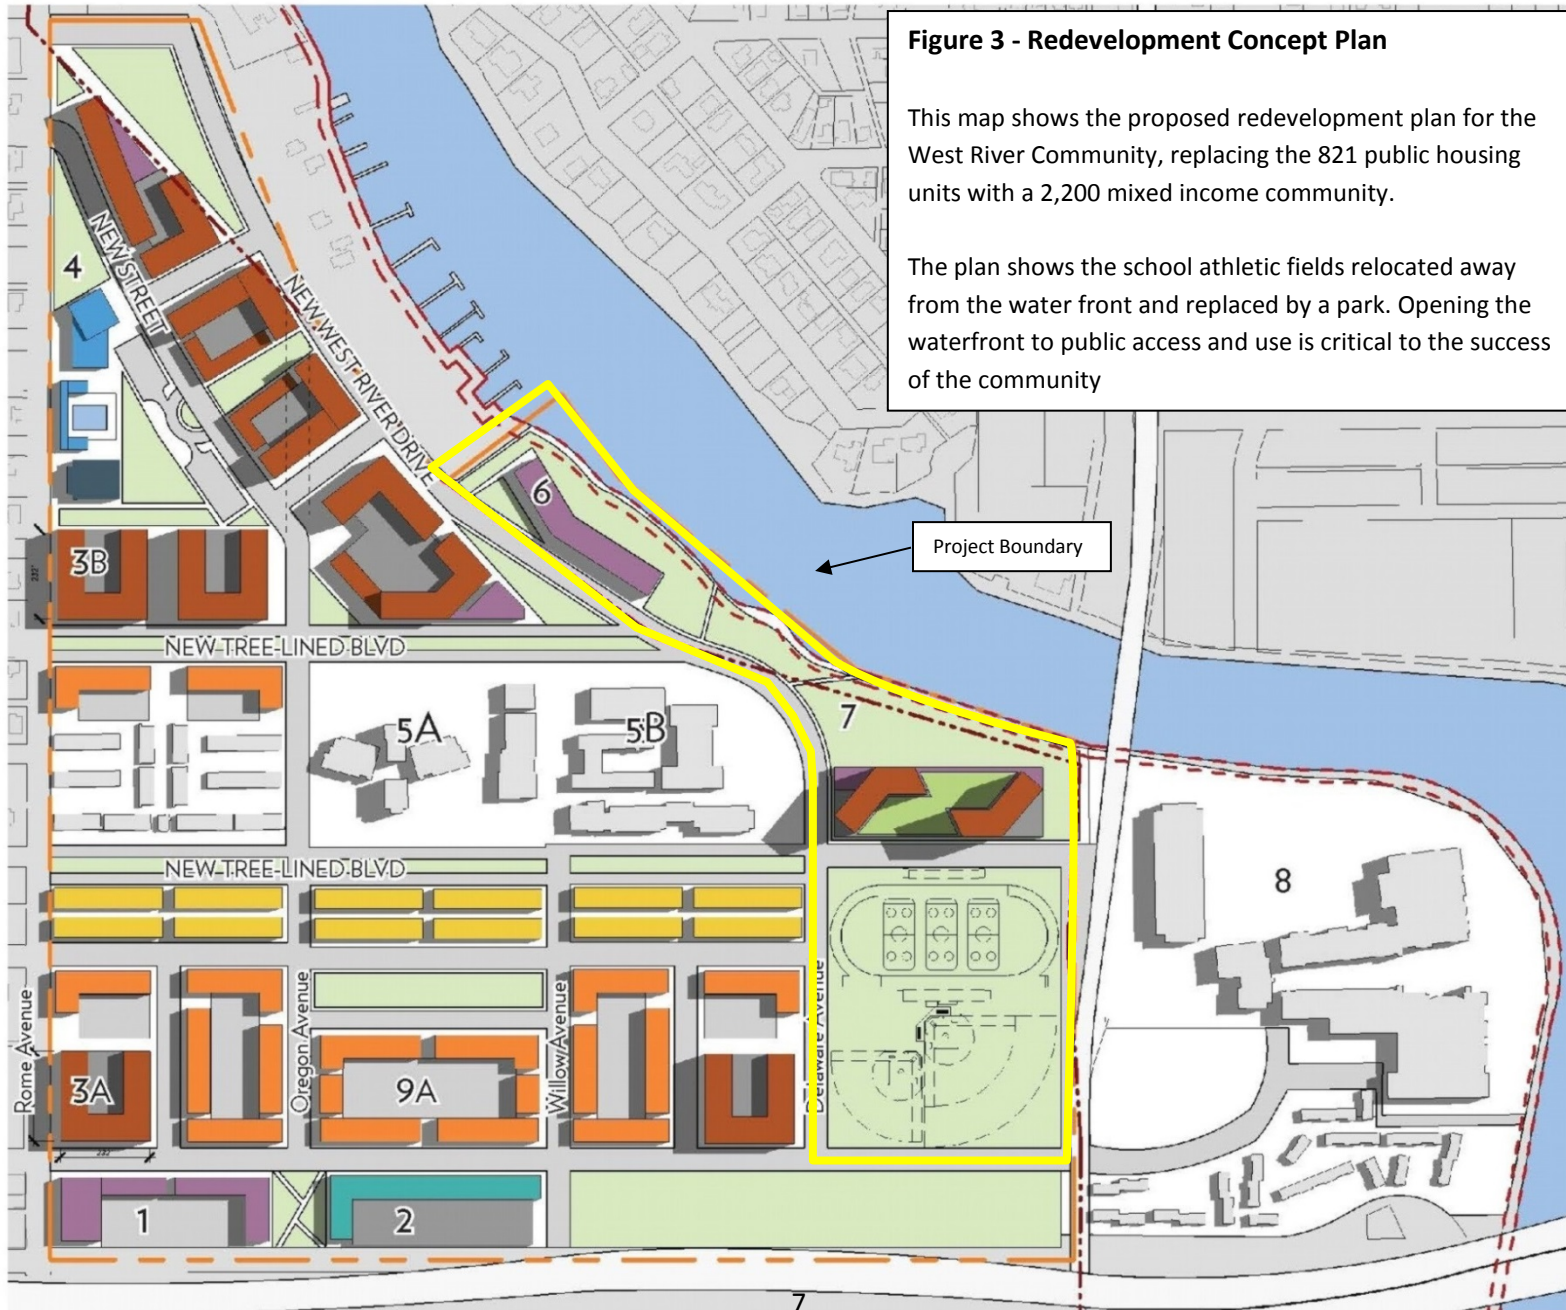 Figure 3 - Redevelopment Concept Plan
This map shows the proposed redevelopment plan for the
West River Community, replacing the 821 public housing
units with a 2,200 mixed income community.
The plan shows the school athletic fields relocated away
from the water front and replaced by a park. Opening the
waterfront to public access and use is critical to the success
of the community
4
NEW STREET
NEW WEST RIVER DRIVE
6
Project Boundary
3B
232'
NEW TREE-LINED BLVD
5A
5B
7
NEW TREE-LINED BLVD
8
Rome Avenue
3A
Oregon Avenue
9A
Willow Avenue
Delaware Avenue
232'
1
2
7